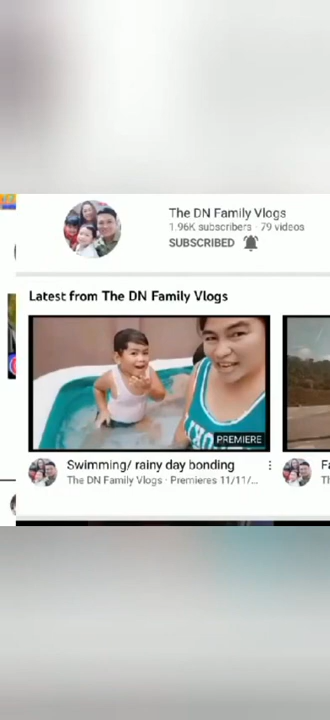 The DN Family Vlogs
1.96K subscribers · 79 videos
SUBSCRIBED
Latest from The DN Family Vlogs
PREMIERE
Swimming/ rainy day bonding
The DN Family Vlogs · Premieres 11/11/...